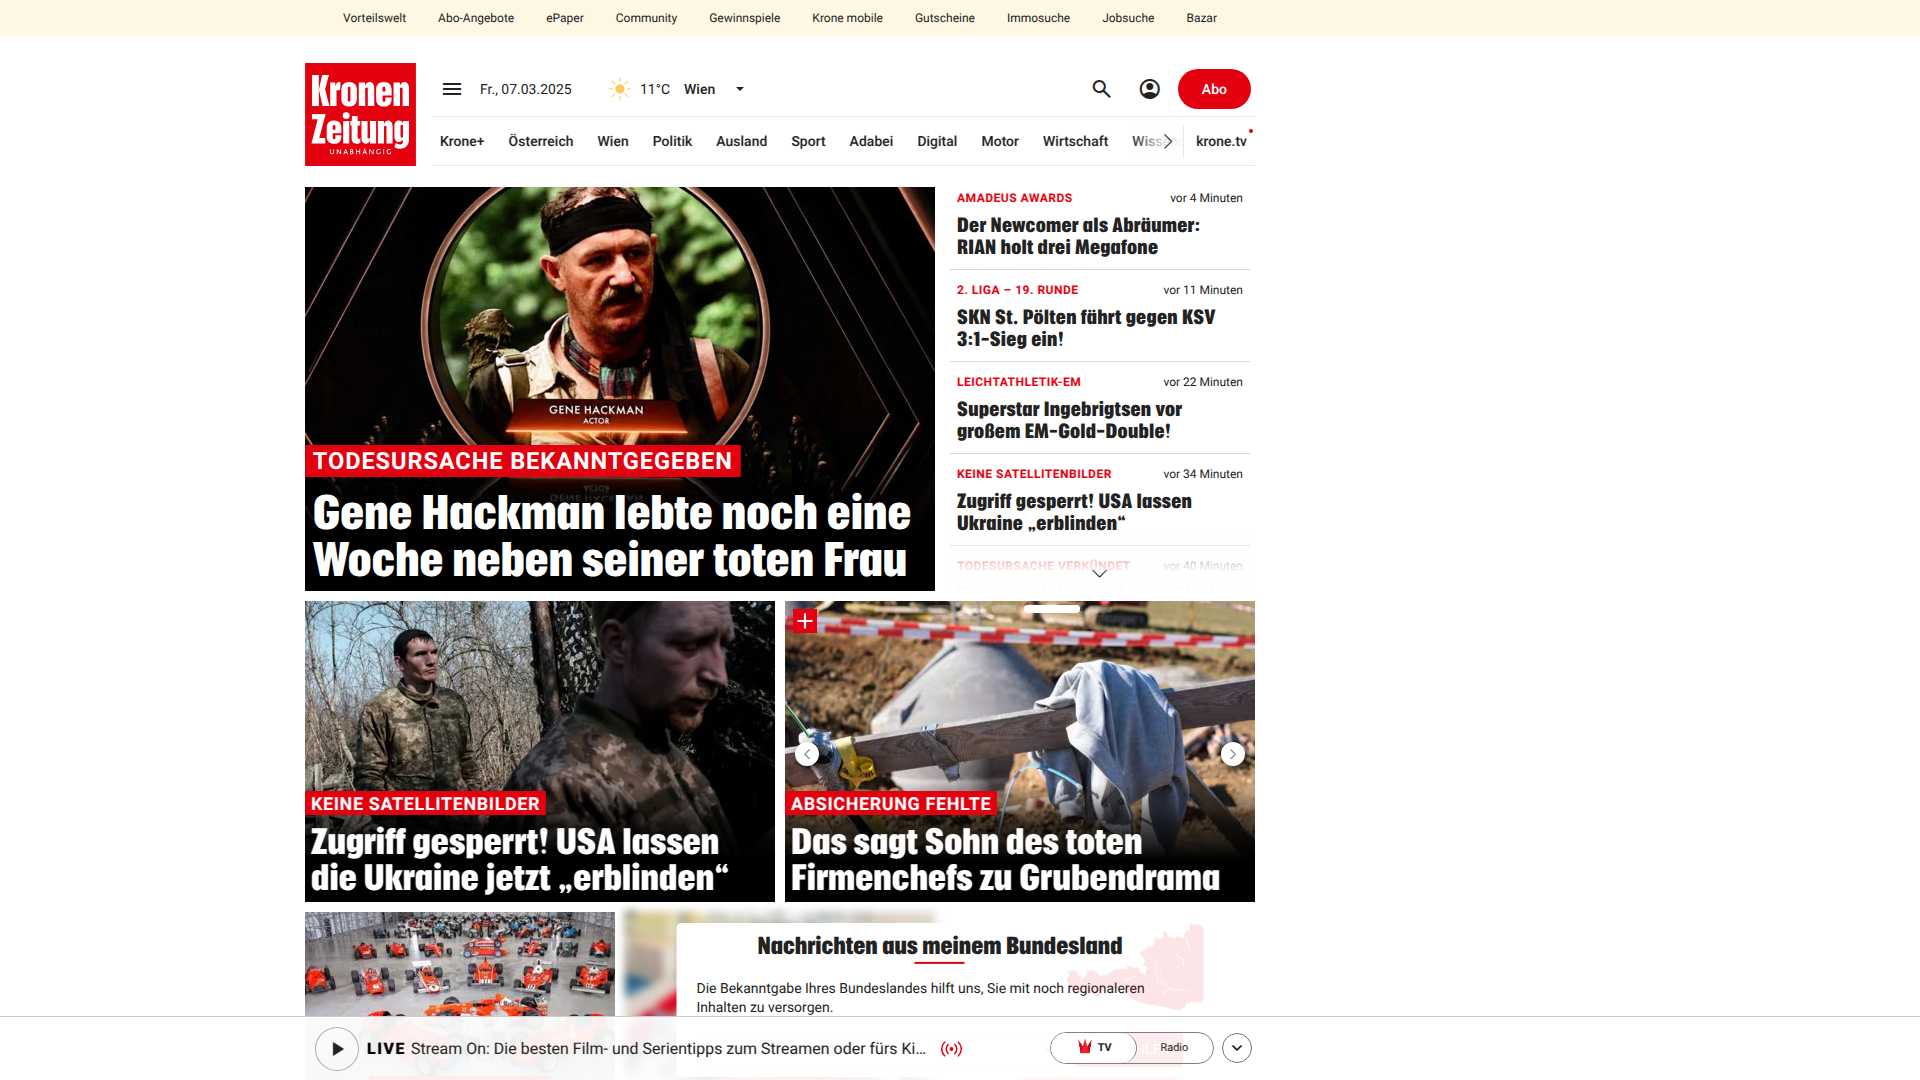 Vorteilswelt Abo-Angebote ePaper Community Gewinnspiele Krone mobile Gutscheine Immosuche Jobsuche Bazar
Kronen
Zeitung
UNABHÄNGIG
Fr., 07.03.2025 11°C Wien
Abo
Krone+ Österreich Wien Politik Ausland Sport Adabei Digital Motor Wirtschaft krone.tv
GENE HACKMAN
ACTOR
TODESURSACHE BEKANNTGEGEBEN
Gene Hackman lebte noch eine
Woche neben seiner toten Frau
AMADEUS AWARDS vor 4 Minuten
Der Newcomer als Abräumer:
RIAN holt drei Megafone
2. LIGA – 19. RUNDE vor 11 Minuten
SKN St. Pölten fährt gegen KSV
3:1-Sieg ein!
LEICHTATHLETIK-EM vor 22 Minuten
Superstar Ingebrigtsen vor
großem EM-Gold-Double!
KEINE SATELLITENBILDER vor 34 Minuten
Zugriff gesperrt! USA lassen
Ukraine „erblinden“
TODESURSACHE VERKÜNDET vor 40 Minuten
KEINE SATELLITENBILDER
Zugriff gesperrt! USA lassen
die Ukraine jetzt „erblinden“
ABSICHERUNG FEHLTE
Das sagt Sohn des toten
Firmenchefs zu Grubendrama
Nachrichten aus meinem Bundesland
Die Bekanntgabe Ihres Bundeslandes hilft uns, Sie mit noch regionaleren
Inhalten zu versorgen.
LIVE Stream On: Die besten Film- und Serientipps zum Streamen oder fürs Ki...
TV Radio